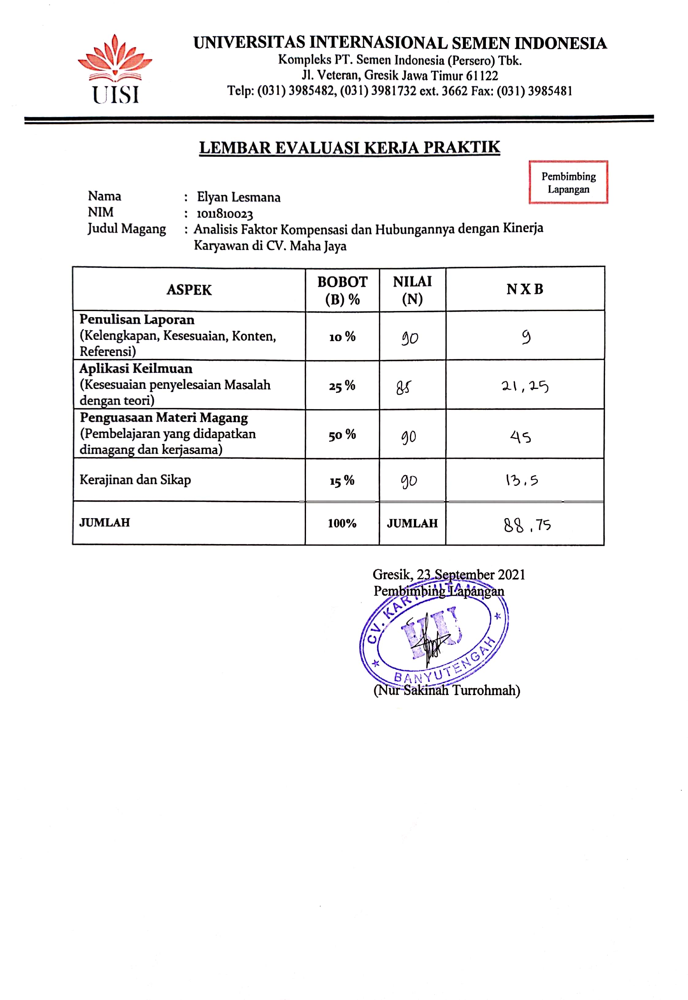 UISI
UNIVERSITAS INTERNASIONAL SEMEN INDONESIA
Kompleks PT. Semen Indonesia (Persero) Tbk.
Jl. Veteran, Gresik Jawa Timur 61122
Telp: (031) 3985482, (031) 3981732 ext. 3662 Fax: (031) 3985481
LEMBAR EVALUASI KERJA PRAKTIK
Pembimbing
Lapangan
Nama : Elyan Lesmana
NIM : 1011810023
Judul Magang : Analisis Faktor Kompensasi dan Hubungannya dengan Kinerja
Karyawan di CV. Maha Jaya
ASPEK BOBOT (B) % NILAI (N) N X B
Penulisan Laporan
(Kelengkapan, Kesesuaian, Konten,
Referensi) 10 % 90 9
Aplikasi Keilmuan
(Kesesuaian penyelesaian Masalah
dengan teori) 25 % 85 21,25
Penguasaan Materi Magang
(Pembelajaran yang didapatkan
dimagang dan kerjasama) 50 % 90 45
Kerajinan dan Sikap 15 % 90 13,5
JUMLAH 100% JUMLAH 88,75
Gresik, 23 September 2021
Pembimbing Lapangan
CV. KARYA UTAMA
KU
BANYUTENGAH
(Nur Sakinah Turrohmah)